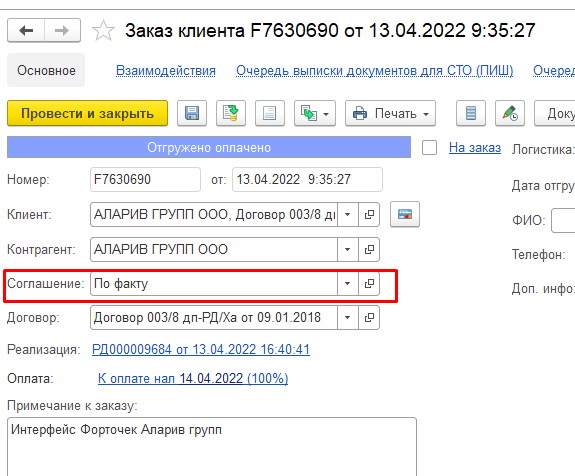 Заказ клиента F7630690 от 13.04.2022 9:35:27
Основное Взаимодействия Очередь выписки документов для СТО (ПИШ)
Провести и закрыть Печать
Отгружено оплачено На заказ Логистика:
Номер: F7630690 от: 13.04.2022 9:35:27
Дата отгру
Клиент: АЛАРИВ ГРУПП ООО, Договор 003/8 д
ФИО:
Контрагент: АЛАРИВ ГРУПП ООО
Телефон:
Соглашение: По факту
Доп. инфо:
Договор: Договор 003/8 дп-РД/Ха от 09.01.2018
Реализация: РД000009684 от 13.04.2022 16:40:41
Оплата: К оплате нал 14.04.2022 (100%)
Примечание к заказу:
Интерфейс Форточек Аларив групп